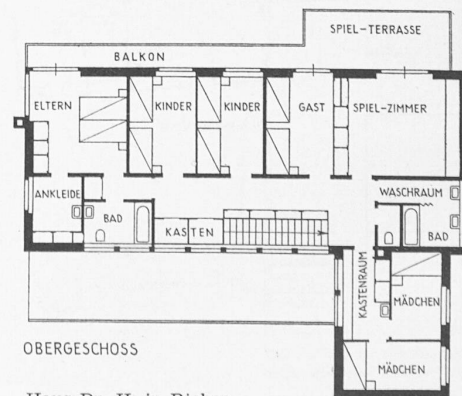 SPIEL-TERRASSE
BALKON
ELTERN
KINDER
KINDER
GAST
SPIEL-ZIMMER
ANKLEIDE
BAD
KASTEN
WASCHRAUM
BAD
KASTENRAUM
MÄDCHEN
MÄDCHEN
OBERGESCHOSS